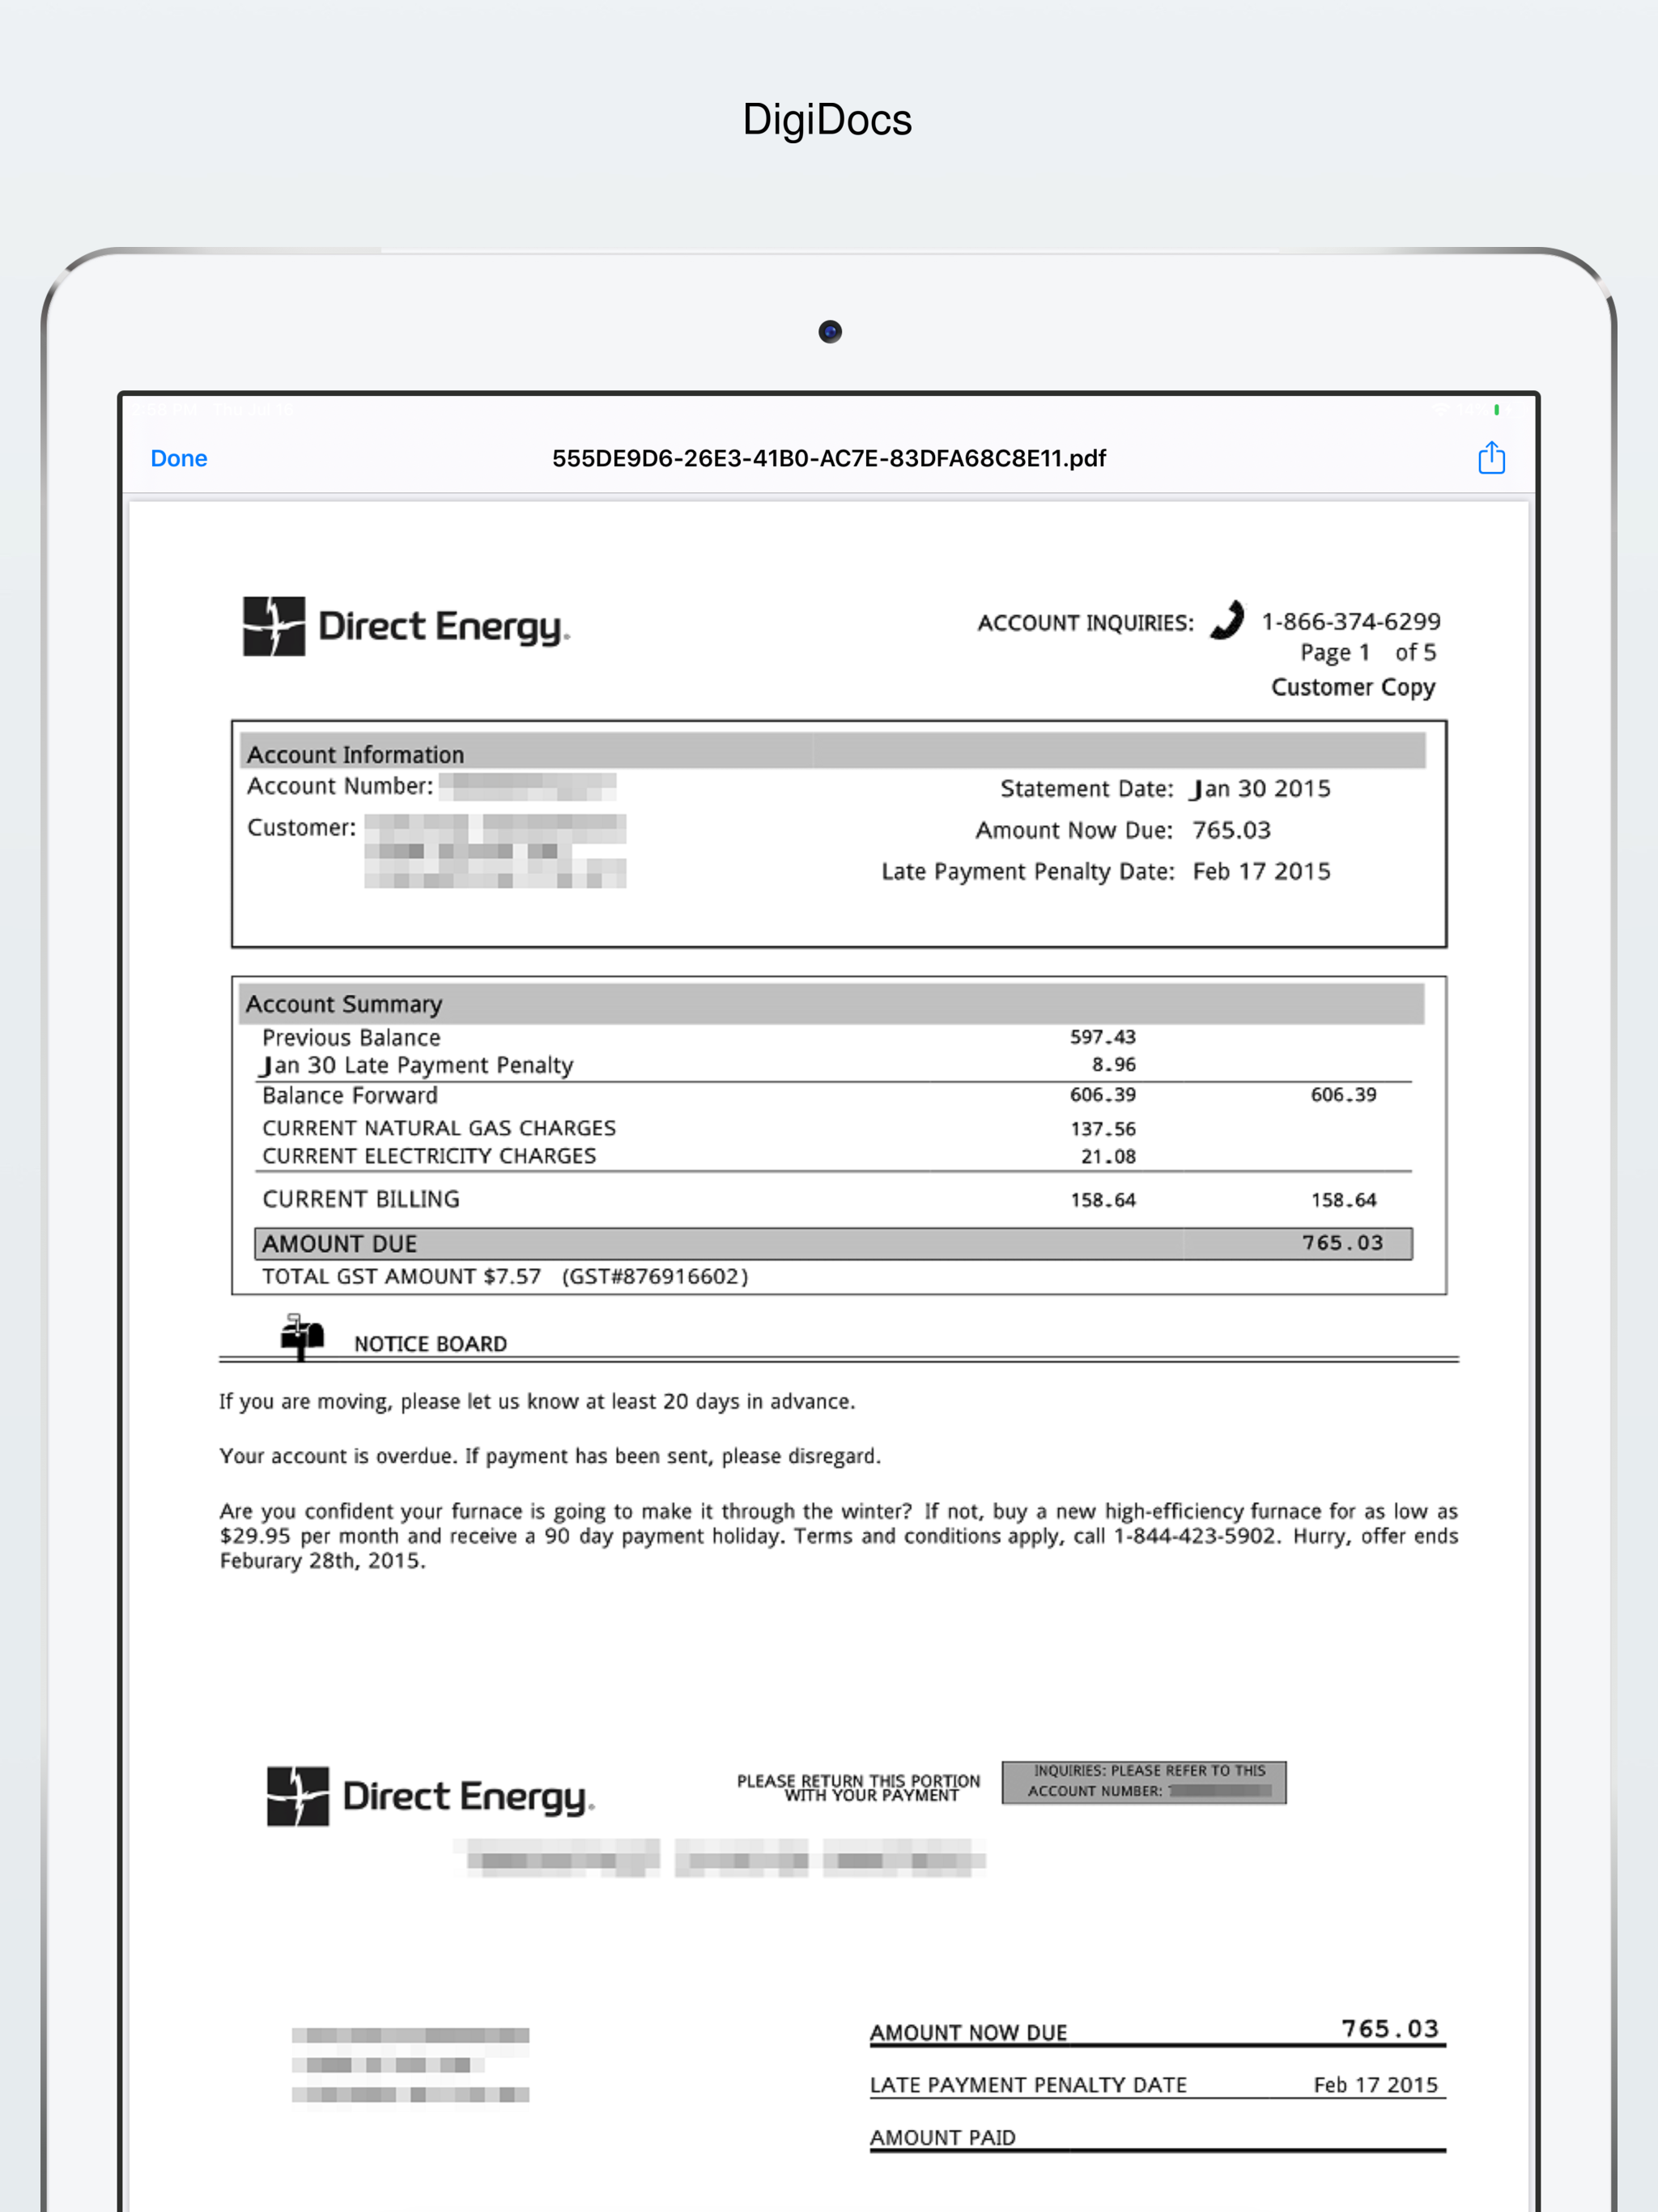 DigiDocs
Done
555DE9D6-26E3-41B0-AC7E-83DFA68C8E11.pdf
Direct Energy.
ACCOUNT INQUIRIES: 1-866-374-6299
Page 1 of 5
Customer Copy
Account Information
Account Number:
Statement Date: Jan 30 2015
Customer:
Amount Now Due: 765.03
Late Payment Penalty Date: Feb 17 2015
Account Summary
Previous Balance 597.43
Jan 30 Late Payment Penalty 8.96
Balance Forward 606.39 606.39
CURRENT NATURAL GAS CHARGES 137.56
CURRENT ELECTRICITY CHARGES 21.08
CURRENT BILLING 158.64 158.64
AMOUNT DUE 765.03
TOTAL GST AMOUNT $7.57 (GST#876916602)
NOTICE BOARD
If you are moving, please let us know at least 20 days in advance.
Your account is overdue. If payment has been sent, please disregard.
Are you confident your furnace is going to make it through the winter? If not, buy a new high-efficiency furnace for as low as
$29.95 per month and receive a 90 day payment holiday. Terms and conditions apply, call 1-844-423-5902. Hurry, offer ends
Feburary 28th, 2015.
Direct Energy.
PLEASE RETURN THIS PORTION
WITH YOUR PAYMENT
INQUIRIES: PLEASE REFER TO THIS
ACCOUNT NUMBER:
AMOUNT NOW DUE 765.03
LATE PAYMENT PENALTY DATE Feb 17 2015
AMOUNT PAID